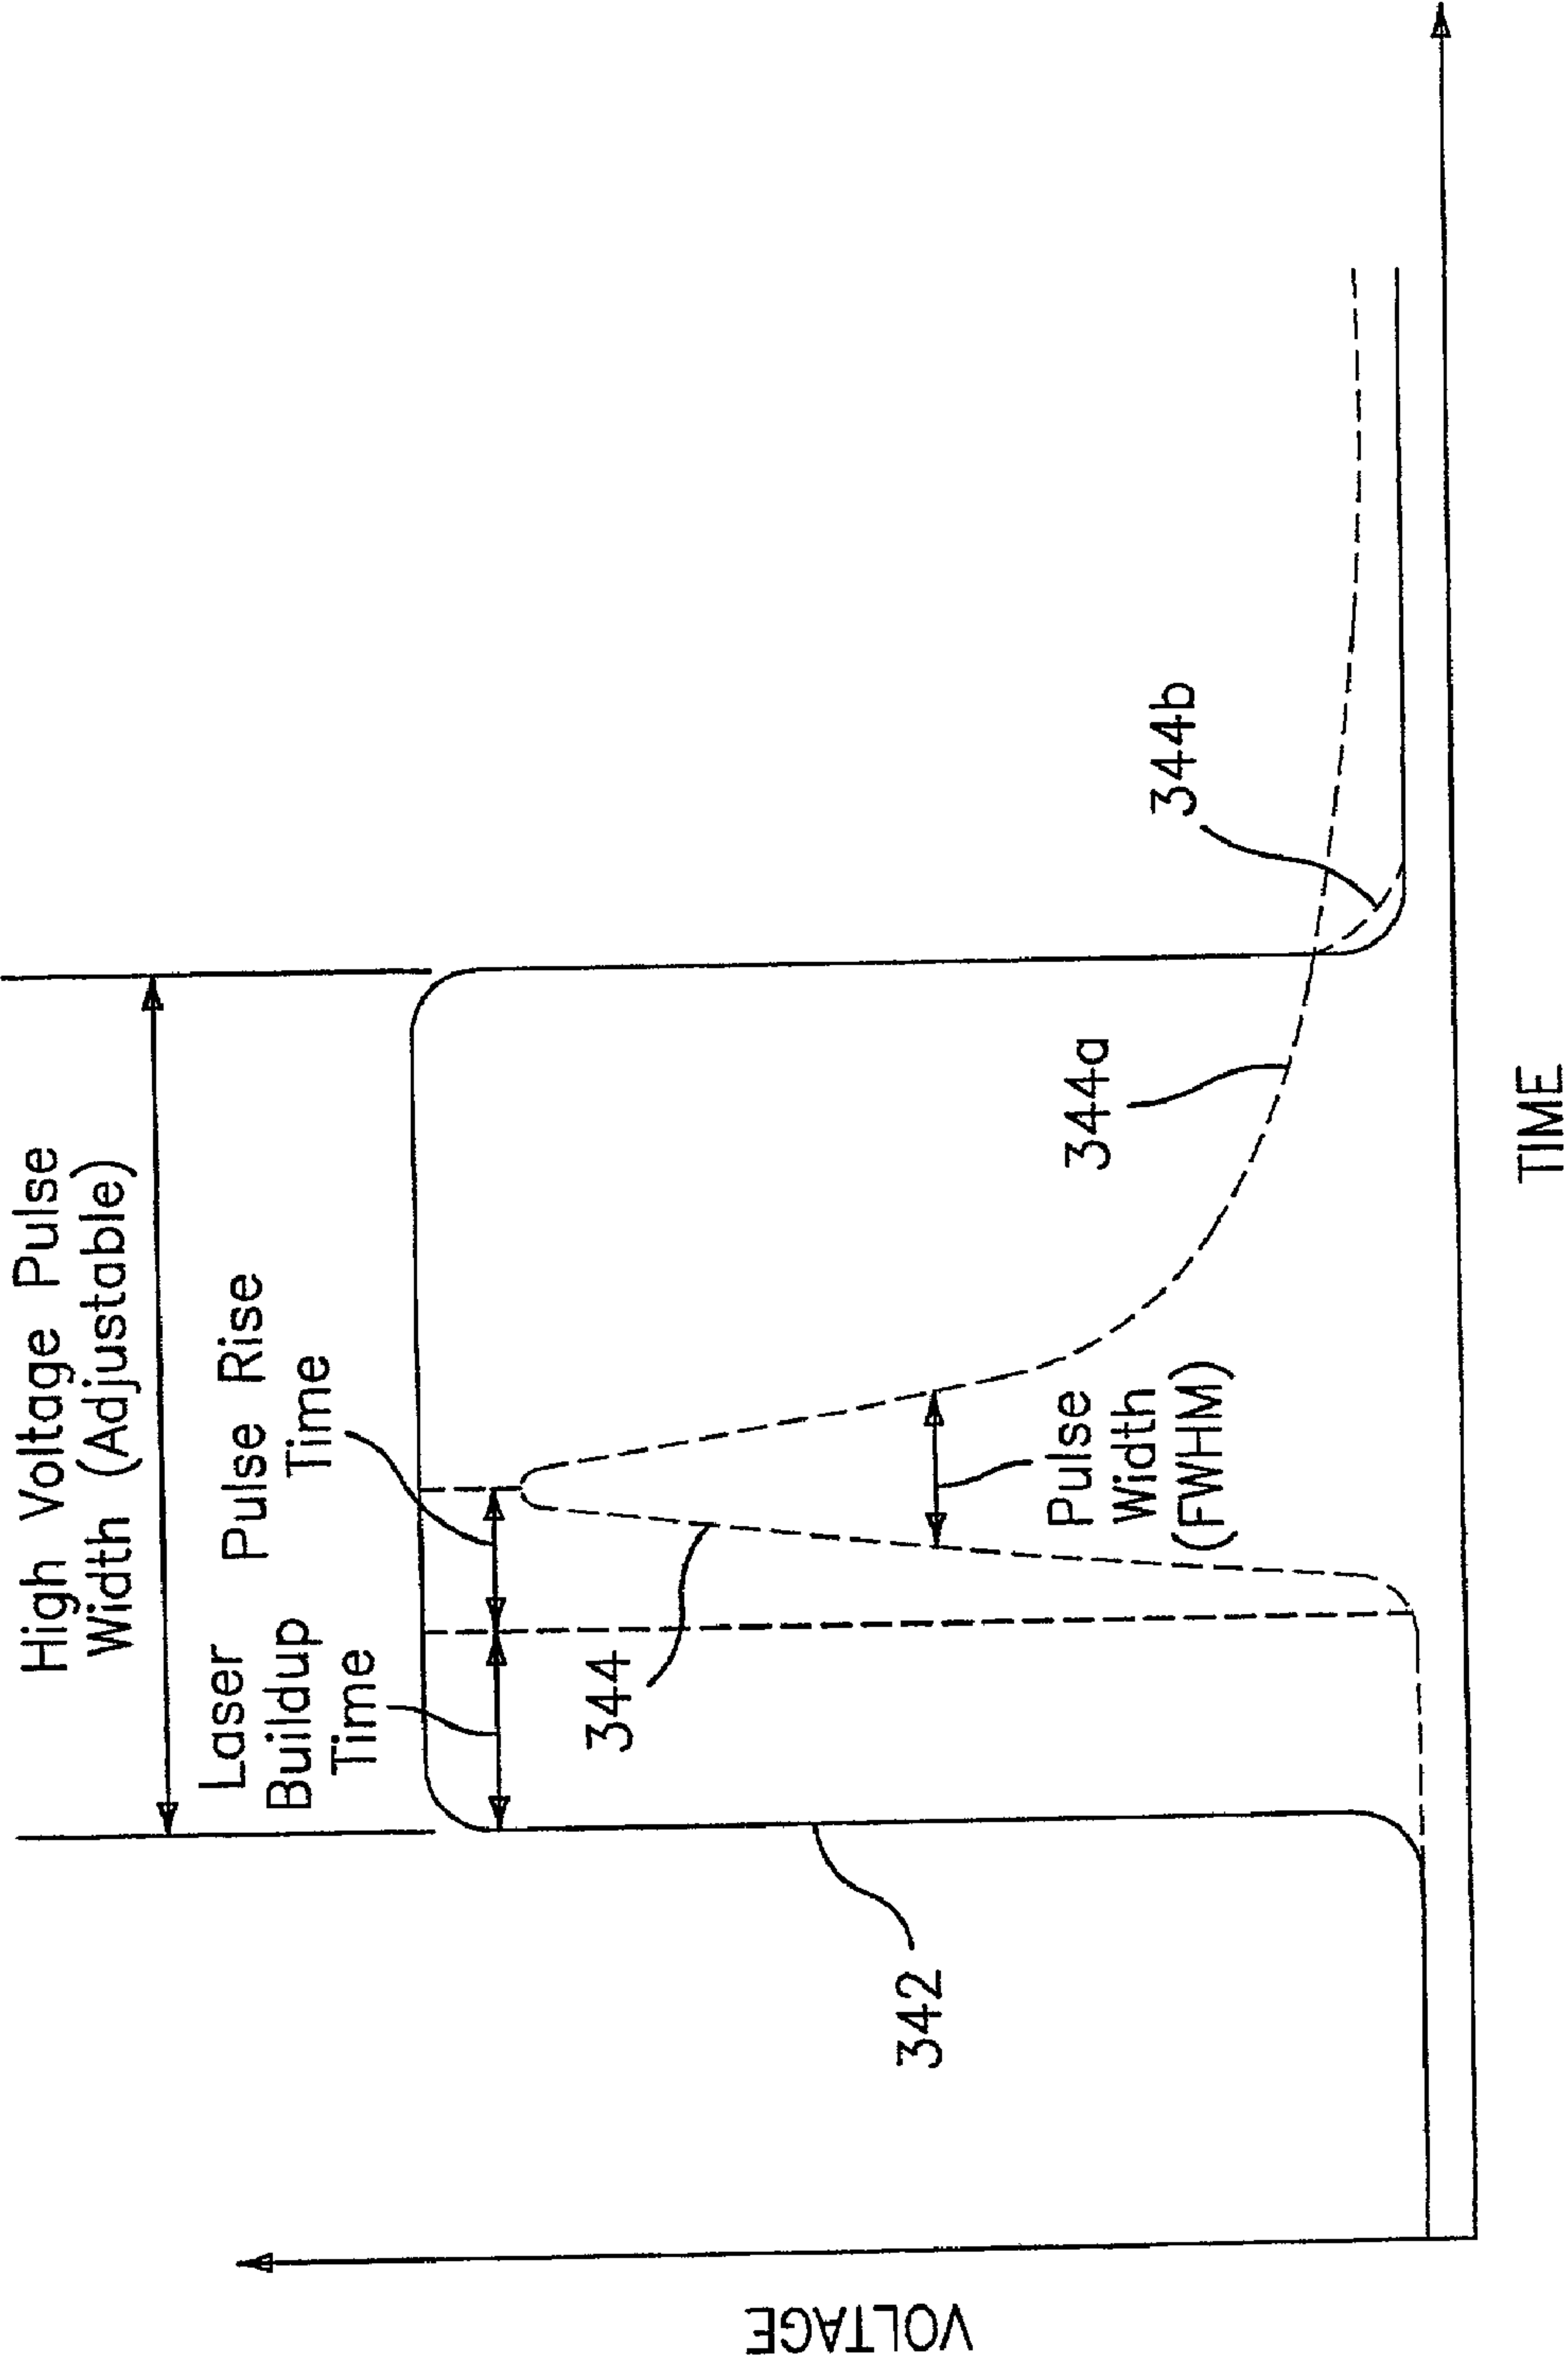 High Voltage Pulse
Width (Adjustable)
Laser
Buildup
Time
Pulse Rise
Time
344
Pulse
Width
(FWHM)
344a
344b
342
VOLTAGE
TIME